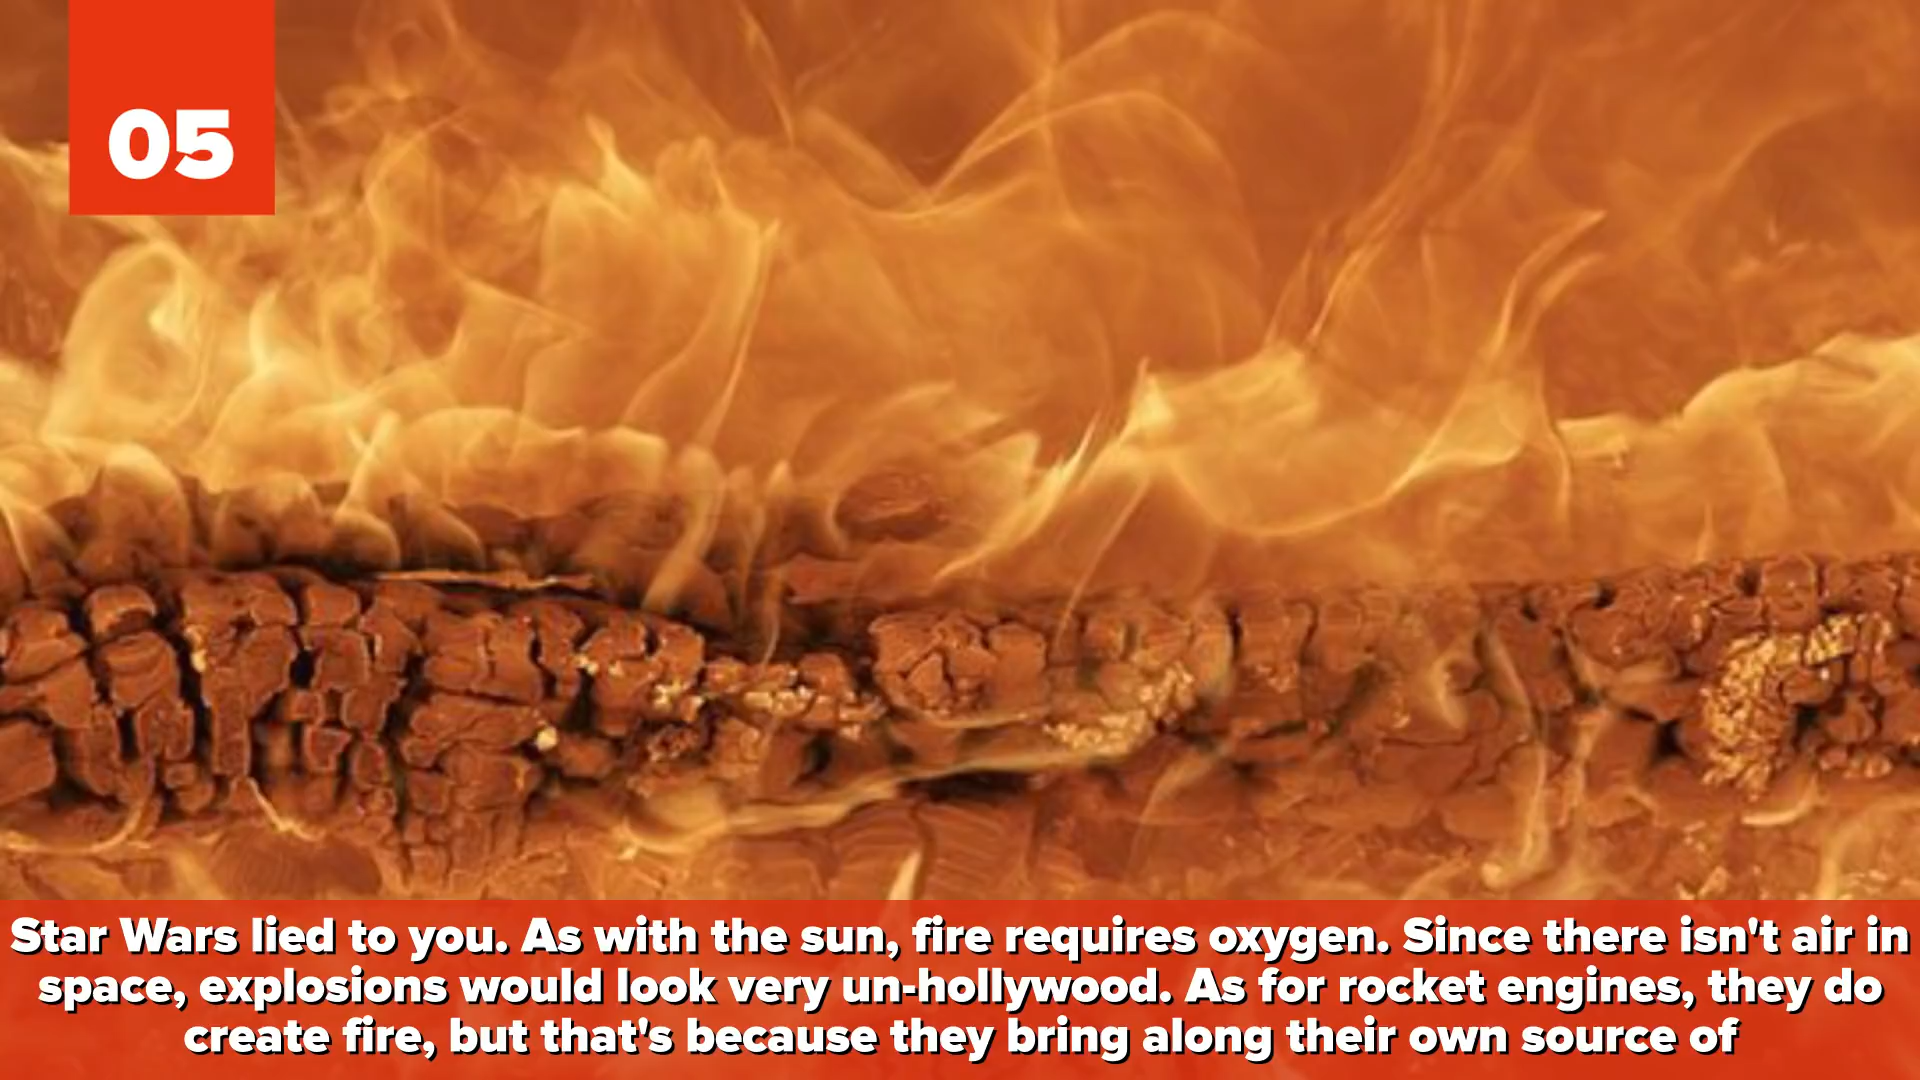 05
Star Wars lied to you. As with the sun, fire requires oxygen. Since there isn't air in
space, explosions would look very un-hollywood. As for rocket engines, they do
create fire, but that's because they bring along their own source of